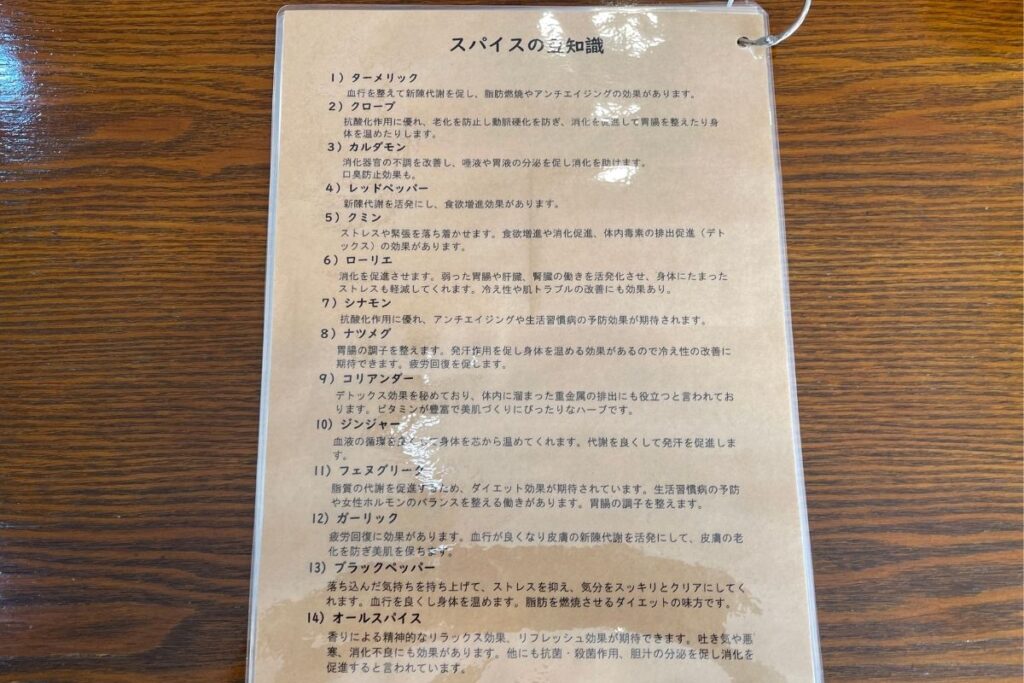 スパイスの豆知識
1）ターメリック
血行を整えて新陳代謝を促し、脂肪燃焼やアンチエイジングの効果があります。
2）クローブ
抗酸化作用に優れ、老化を防止し動脈硬化を防ぎ、消化を促進して胃腸を整えたり身
体を温めたりします。
3）カルダモン
消化器官の不調を改善し、唾液や胃液の分泌を促し消化を助けます。
口臭防止効果も。
4）レッドペッパー
新陳代謝を活発にし、食欲増進効果があります。
5）クミン
ストレスや緊張を落ち着かせます。食欲増進や消化促進、体内毒素の排出促進（デト
ックス）の効果があります。
6）ローリエ
消化を促進させます。弱った胃腸や肝臓、腎臓の働きを活発化させ、身体にたまった
ストレスも軽減してくれます。冷え性や肌トラブルの改善にも効果あり。
7）シナモン
抗酸化作用に優れ、アンチエイジングや生活習慣病の予防効果が期待されます。
8）ナツメグ
胃腸の調子を整えます。発汗作用を促し身体を温める効果があるので冷え性の改善に
期待できます。疲労回復を促します。
9）コリアンダー
デトックス効果を秘めており、体内に溜まった重金属の排出にも役立つと言われてお
ります。ビタミンが豊富で美肌づくりにぴったりなハーブです。
10）ジンジャー
血液の循環を良くして身体を芯から温めてくれます。代謝を良くして発汗を促進しま
す。
11）フェヌグリーク
脂質の代謝を促進するため、ダイエット効果が期待されています。生活習慣病の予防
や女性ホルモンのバランスを整える働きがあります。胃腸の調子を整えます。
12）ガーリック
疲労回復に効果があります。血行が良くなり皮膚の新陳代謝を活発にして、皮膚の老
化を防ぎ美肌を保ちます。
13）ブラックペッパー
落ち込んだ気持ちを持ち上げて、ストレスを抑え、気分をスッキリとクリアにしてく
れます。血行を良くし身体を温めます。脂肪を燃焼させるダイエットの味方です。
14）オールスパイス
香りによる精神的なリラックス効果、リフレッシュ効果が期待できます。吐き気や悪
寒、消化不良にも効果があります。他にも抗菌・殺菌作用、胆汁の分泌を促し消化を
促進すると言われています。